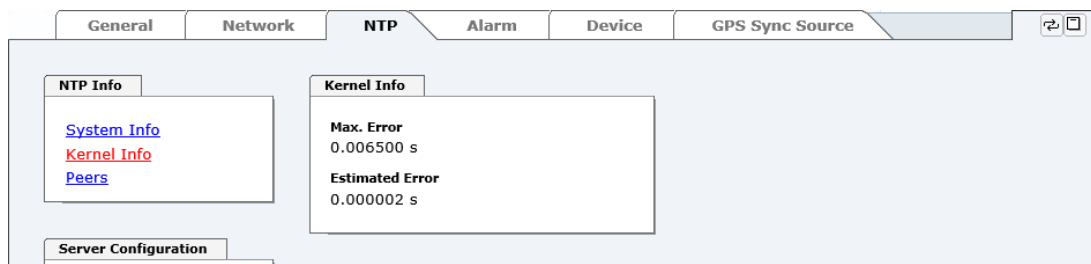 General Network NTP Alarm Device GPS Sync Source
NTP Info
System Info
Kernel Info
Peers
Kernel Info
Max. Error
0.006500 s
Estimated Error
0.000002 s
Server Configuration